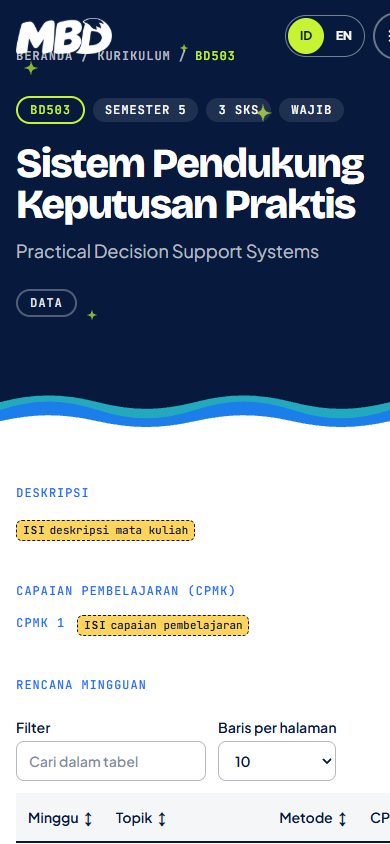 MBD
ID EN
BERANDA / KURIKULUM / BD503
BD503 SEMESTER 5 3 SKS WAJIB
Sistem Pendukung
Keputusan Praktis
Practical Decision Support Systems
DATA
DESKRIPSI
ISI deskripsi mata kuliah
CAPAIAN PEMBELAJARAN (CPMK)
CPMK 1 ISI capaian pembelajaran
RENCANA MINGGUAN
Filter Baris per halaman
Cari dalam tabel 10
Minggu ↕ Topik ↕ Metode ↕ CP